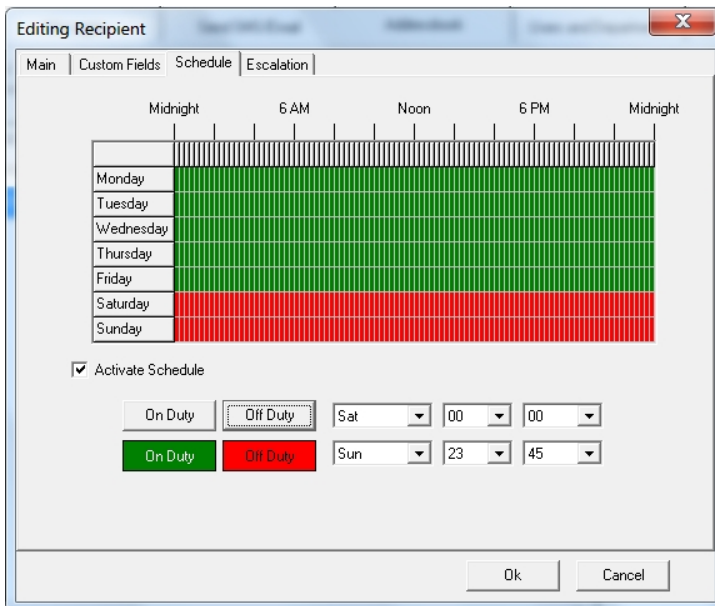 Editing Recipient
Main Custom Fields Schedule Escalation
Midnight 6 AM Noon 6 PM Midnight
Monday
Tuesday
Wednesday
Thursday
Friday
Saturday
Sunday
Activate Schedule
On Duty Off Duty Sat 00 00
On Duty Off Duty Sun 23 45
Ok Cancel